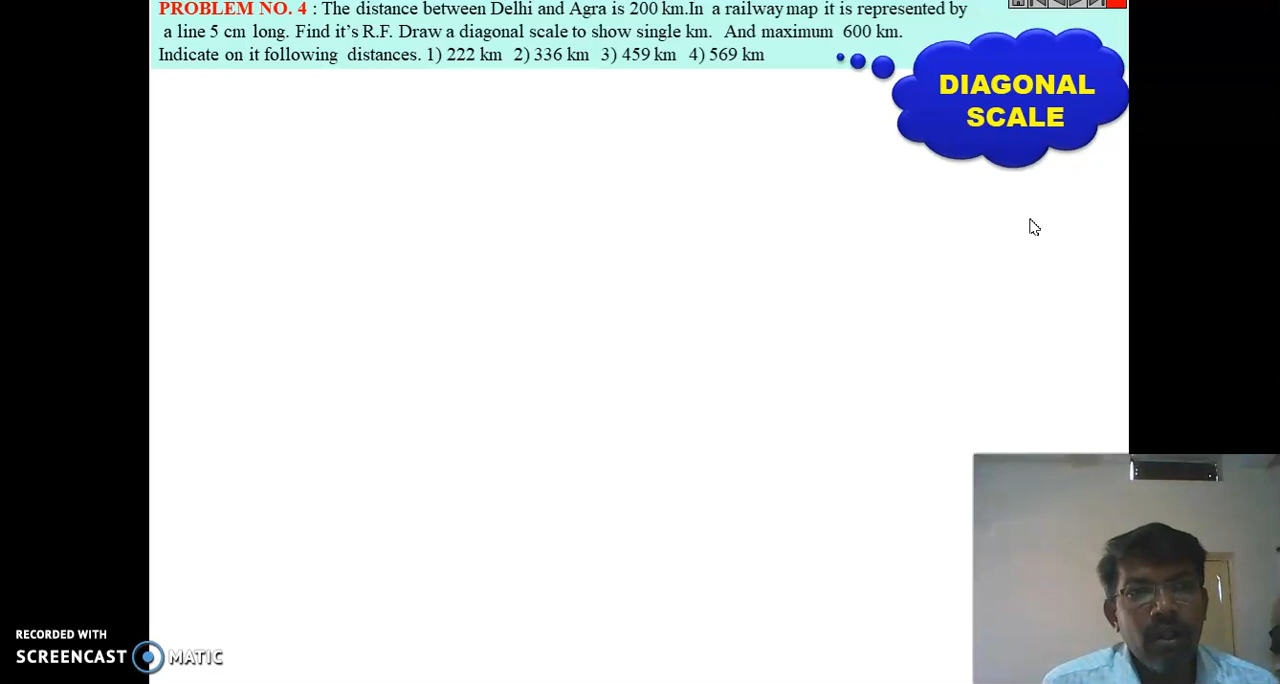 PROBLEM NO. 4 : The distance between Delhi and Agra is 200 km.In a railway map it is represented by
a line 5 cm long. Find it's R.F. Draw a diagonal scale to show single km. And maximum 600 km.
Indicate on it following distances. 1) 222 km 2) 336 km 3) 459 km 4) 569 km
DIAGONAL
SCALE
RECORDED WITH
SCREENCAST MATIC